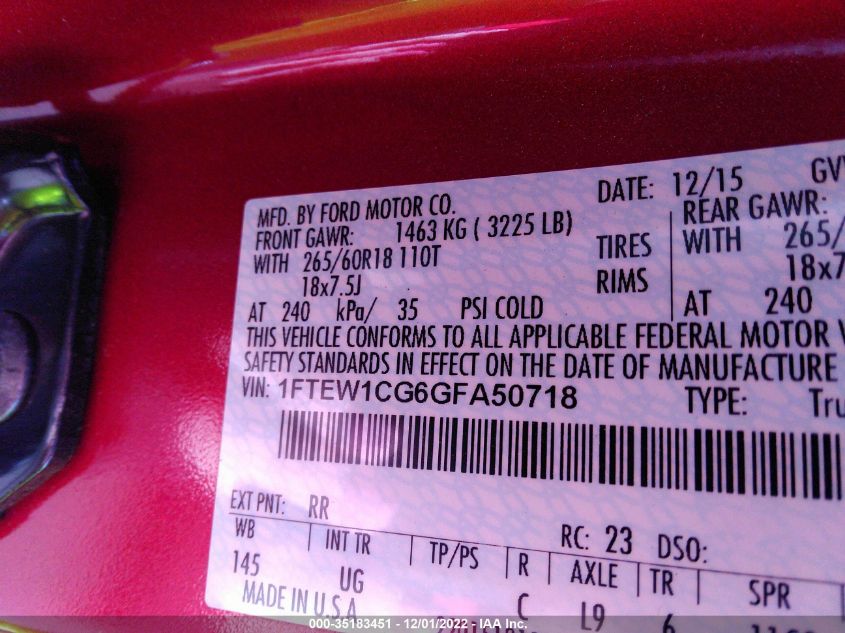 MFD. BY FORD MOTOR CO.
DATE: 12/15
FRONT GAWR: 1463 KG ( 3225 LB)
REAR GAWR:
WITH 265/60R18 110T
TIRES
WITH 265/
18x7.5J
RIMS
AT 240 kPa/ 35 PSI COLD
AT 240
THIS VEHICLE CONFORMS TO ALL APPLICABLE FEDERAL MOTOR
SAFETY STANDARDS IN EFFECT ON THE DATE OF MANUFACTURE
VIN: 1FTEW1CG6GFA50718
TYPE:
EXT PNT: RR
RC: 23 DSO:
WB INT TR TP/PS R AXLE TR SPR
145 UG C L9 6
MADE IN U.S.A.
000-35183451 - 12/01/2022 - IAA Inc.